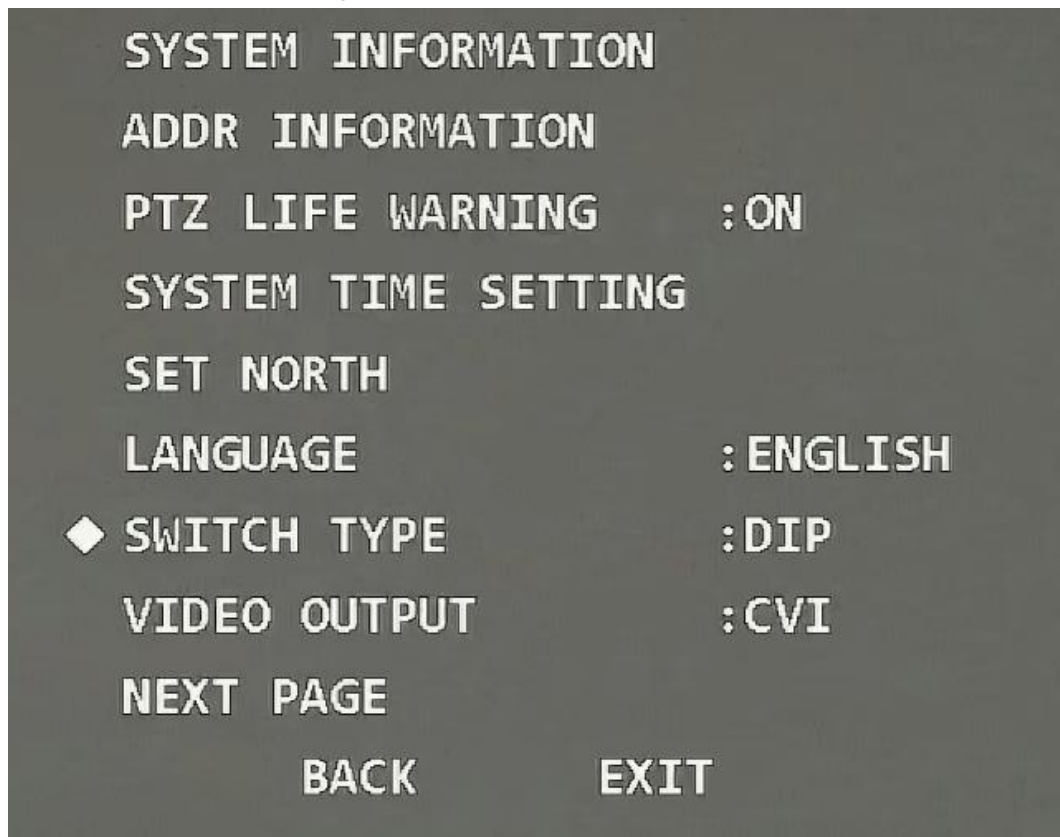 SYSTEM INFORMATION
ADDR INFORMATION
PTZ LIFE WARNING :ON
SYSTEM TIME SETTING
SET NORTH
LANGUAGE :ENGLISH
SWITCH TYPE :DIP
VIDEO OUTPUT :CVI
NEXT PAGE
BACK EXIT